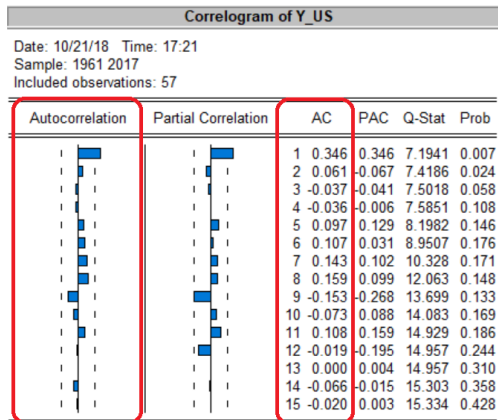 Correlogram of Y_US
Date: 10/21/18 Time: 17:21
Sample: 1961 2017
Included observations: 57
Autocorrelation Partial Correlation AC PAC Q-Stat Prob
1 0.346 0.346 7.1941 0.007
2 0.061 -0.067 7.4186 0.024
3 -0.037 -0.041 7.5018 0.058
4 -0.036 -0.006 7.5851 0.108
5 0.097 0.129 8.1982 0.146
6 0.107 0.031 8.9507 0.176
7 0.143 0.102 10.328 0.171
8 0.159 0.099 12.063 0.148
9 -0.153 -0.268 13.699 0.133
10 -0.073 0.088 14.083 0.169
11 0.108 0.159 14.929 0.186
12 -0.019 -0.195 14.957 0.244
13 0.000 0.004 14.957 0.310
14 -0.066 -0.015 15.303 0.358
15 -0.020 0.003 15.334 0.428